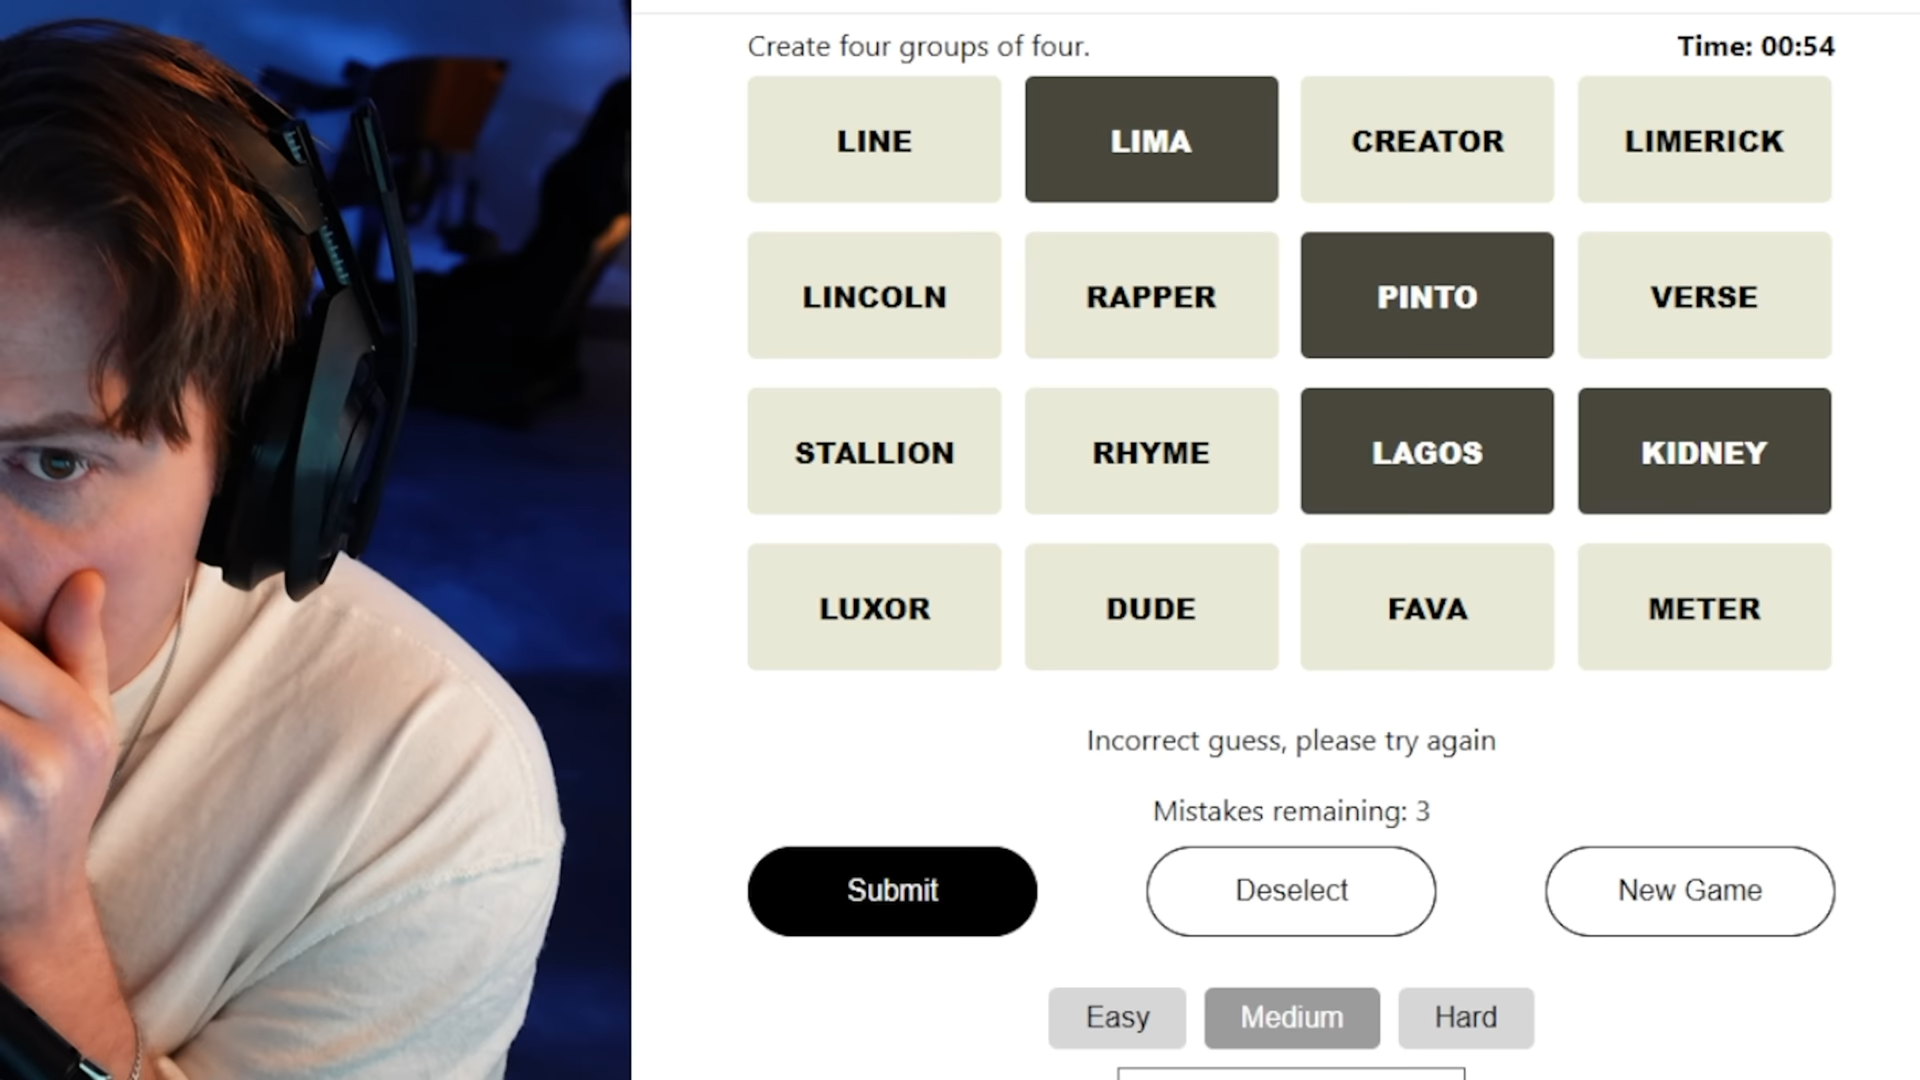 Create four groups of four.
Time: 00:54
LINE LIMA CREATOR LIMERICK
LINCOLN RAPPER PINTO VERSE
STALLION RHYME LAGOS KIDNEY
LUXOR DUDE FAVA METER
Incorrect guess, please try again
Mistakes remaining: 3
Submit Deselect New Game
Easy Medium Hard